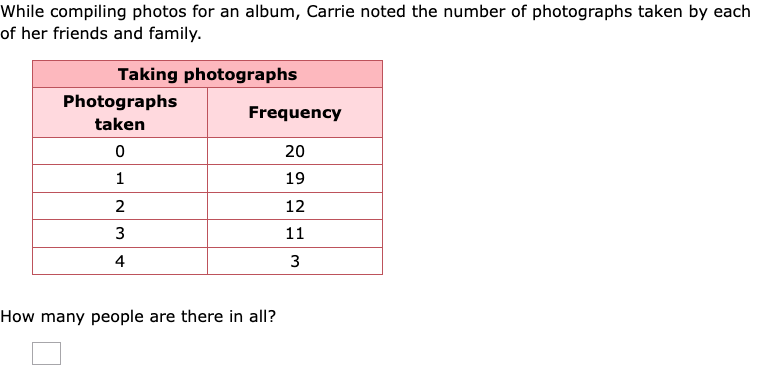 While compiling photos for an album, Carrie noted the number of photographs taken by each
of her friends and family.
Taking photographs
Photographs
taken
Frequency
0 20
1 19
2 12
3 11
4 3
How many people are there in all?